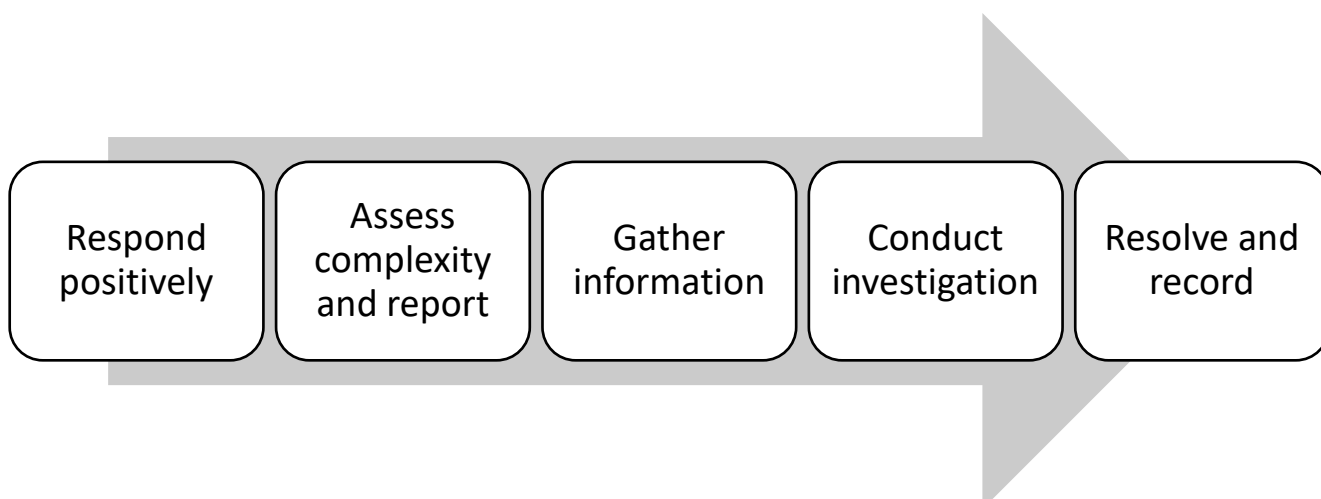 Respond
positively
Assess
complexity
and report
Gather
information
Conduct
investigation
Resolve and
record